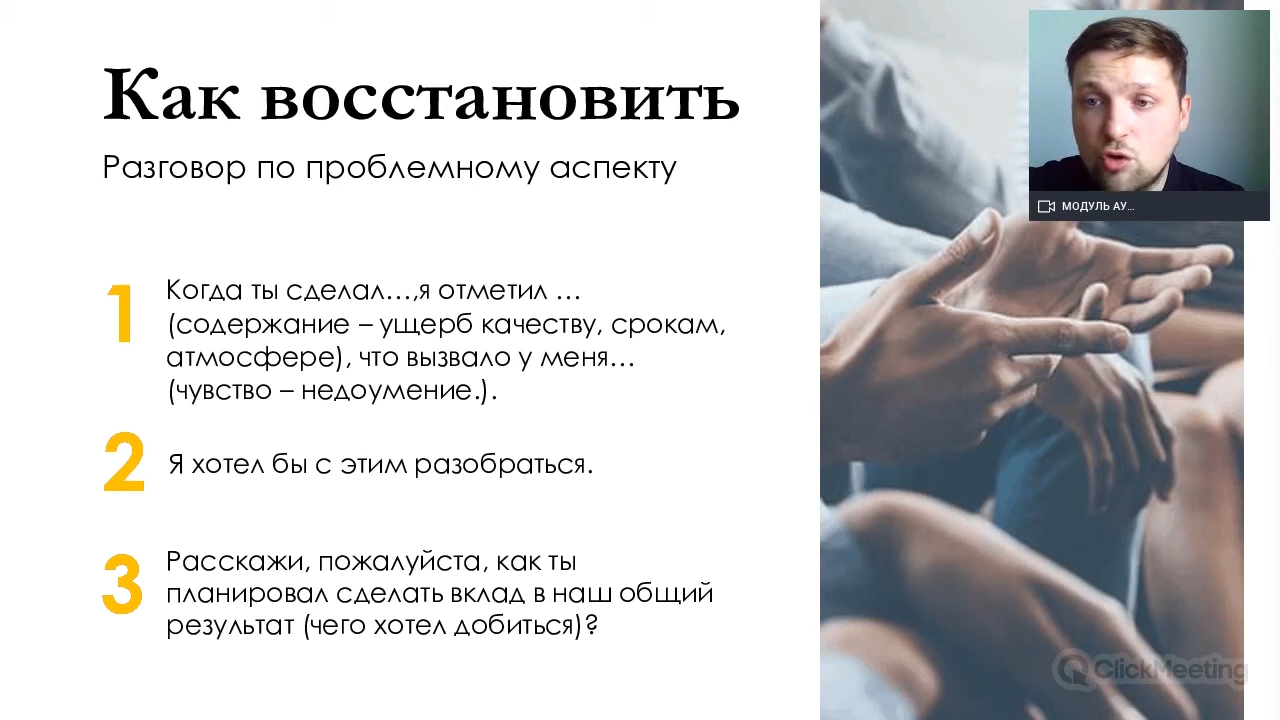 Как восстановить
Разговор по проблемному аспекту
МОДУЛЬ АУ...
1
Когда ты сделал...,я отметил ...
(содержание – ущерб качеству, срокам,
атмосфере), что вызвало у меня...
(чувство – недоумение.).
2
Я хотел бы с этим разобраться.
3
Расскажи, пожалуйста, как ты
планировал сделать вклад в наш общий
результат (чего хотел добиться)?
ClickMeeting